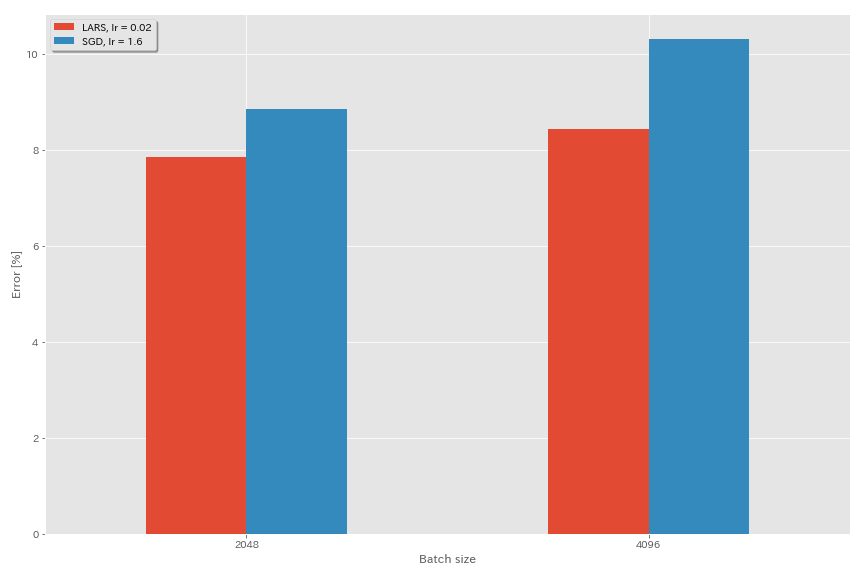 LARS, lr = 0.02
SGD, lr = 1.6
10
8
6
4
2
0
Error [%]
2048
4096
Batch size